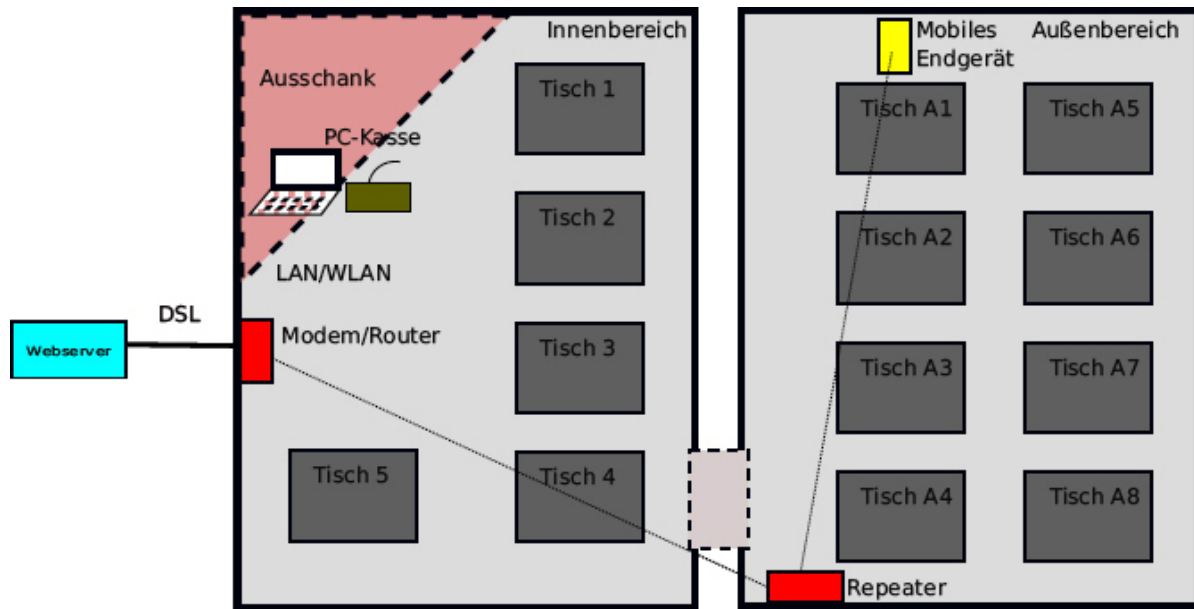 Innenbereich
Ausschank
PC-Kasse
LAN/WLAN
DSL
Webserver
Modem/Router
Tisch 1
Tisch 2
Tisch 3
Tisch 5
Tisch 4
Mobiles
Endgerät
Außenbereich
Tisch A1
Tisch A5
Tisch A2
Tisch A6
Tisch A3
Tisch A7
Tisch A4
Tisch A8
Repeater